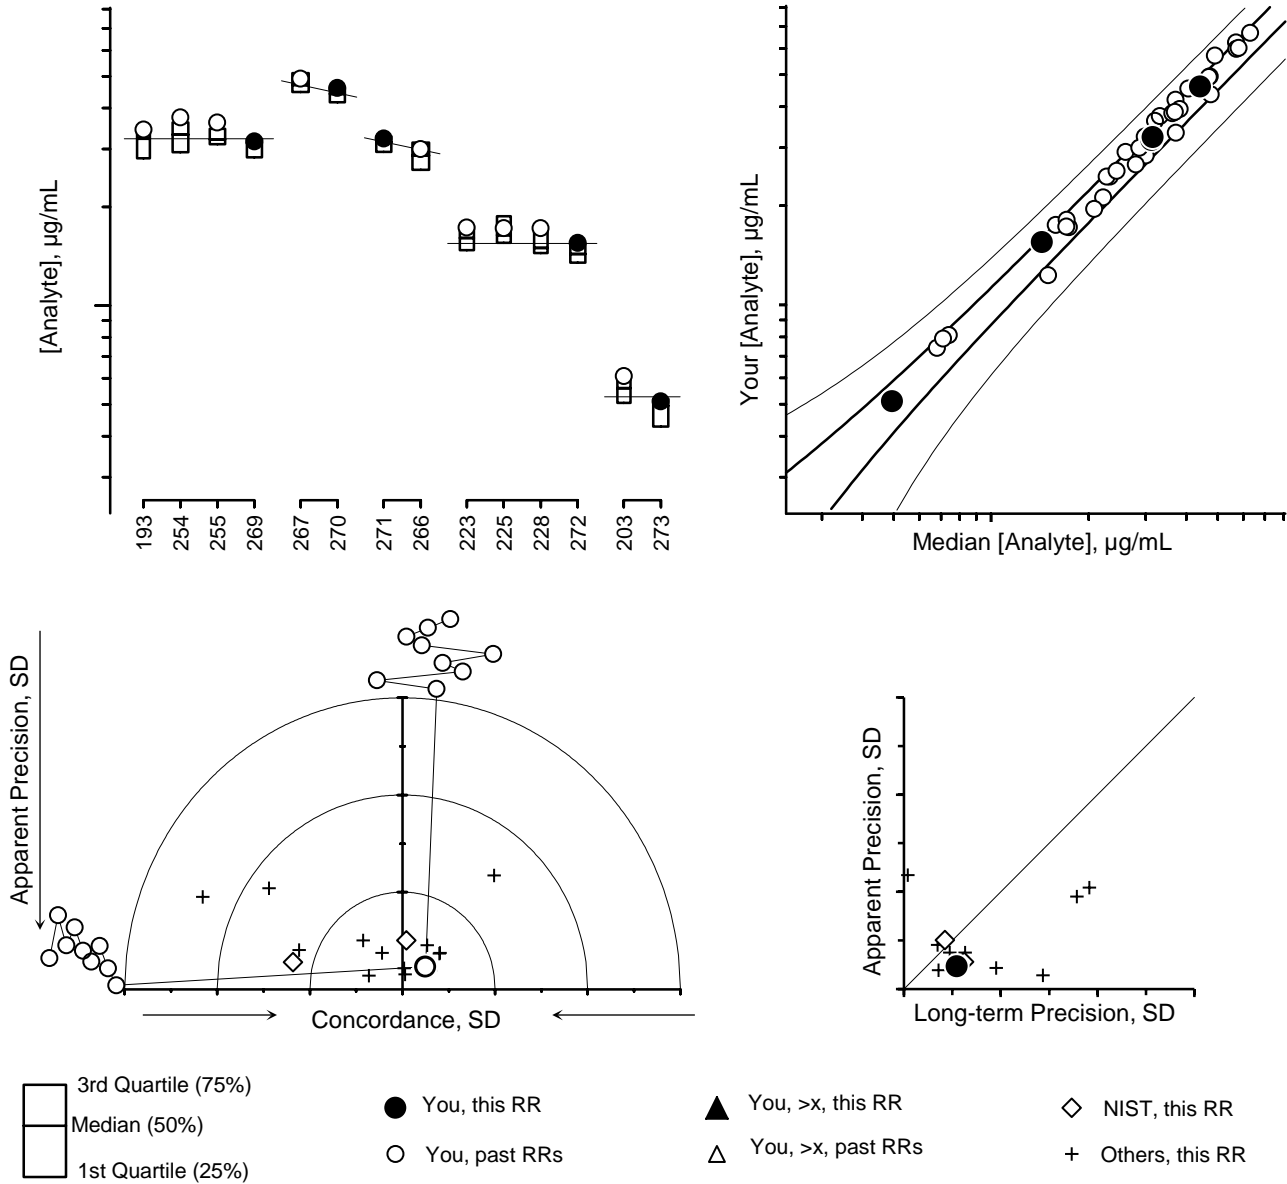 [Analyte], µg/mL
193
254
255
269
267
270
271
266
223
225
228
272
203
273
Your [Analyte], µg/mL
Median [Analyte], µg/mL
Apparent Precision, SD
Concordance, SD
Apparent Precision, SD
Long-term Precision, SD
3rd Quartile (75%)
Median (50%)
1st Quartile (25%)
You, this RR
You, past RRs
You, >x, this RR
You, >x, past RRs
NIST, this RR
Others, this RR